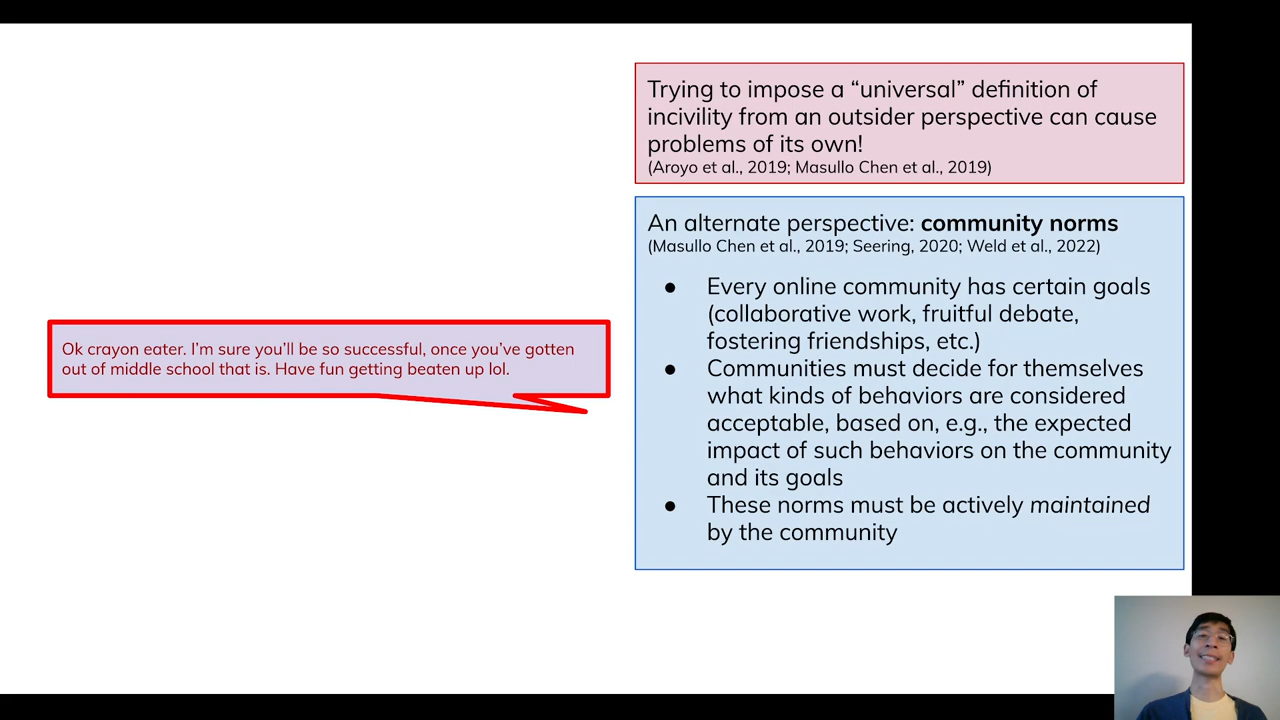 Ok crayon eater. I'm sure you'll be so successful, once you've gotten
out of middle school that is. Have fun getting beaten up lol.
Trying to impose a “universal” definition of
incivility from an outsider perspective can cause
problems of its own!
(Aroyo et al., 2019; Masullo Chen et al., 2019)
An alternate perspective: community norms
(Masullo Chen et al., 2019; Seering, 2020; Weld et al., 2022)
● Every online community has certain goals
(collaborative work, fruitful debate,
fostering friendships, etc.)
● Communities must decide for themselves
what kinds of behaviors are considered
acceptable, based on, e.g., the expected
impact of such behaviors on the community
and its goals
● These norms must be actively maintained
by the community